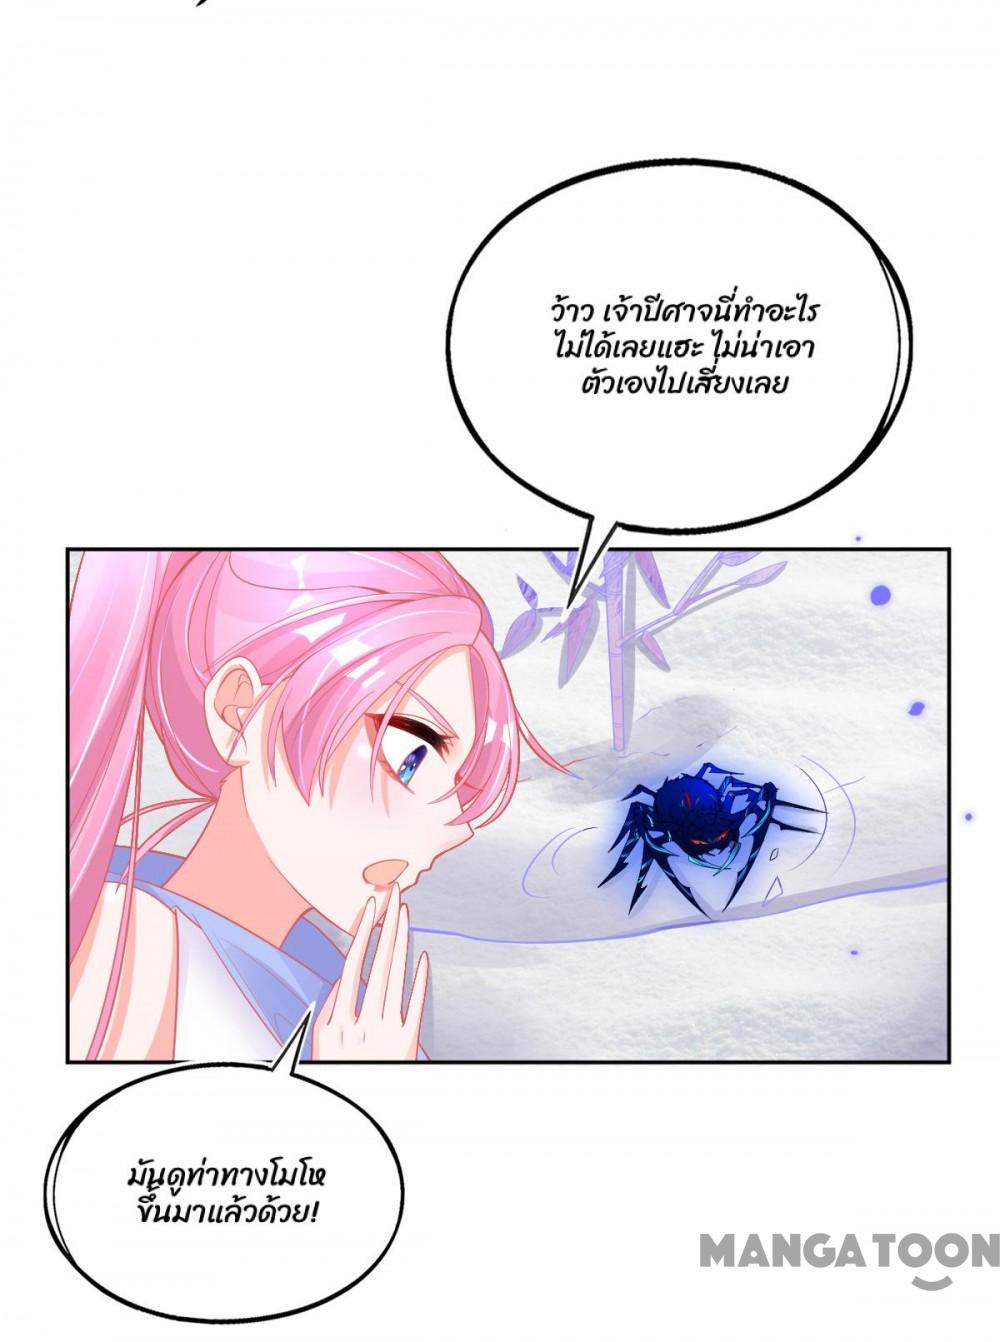 ว้าว เจ้าปีศาจนี่ทำอะไร
ไม่ได้เลยแฮะ ไม่น่าเอา
ตัวเองไปเสี่ยงเลย
มันดูท่าทางโมโห
ขึ้นมาแล้วด้วย!
MANGATOON